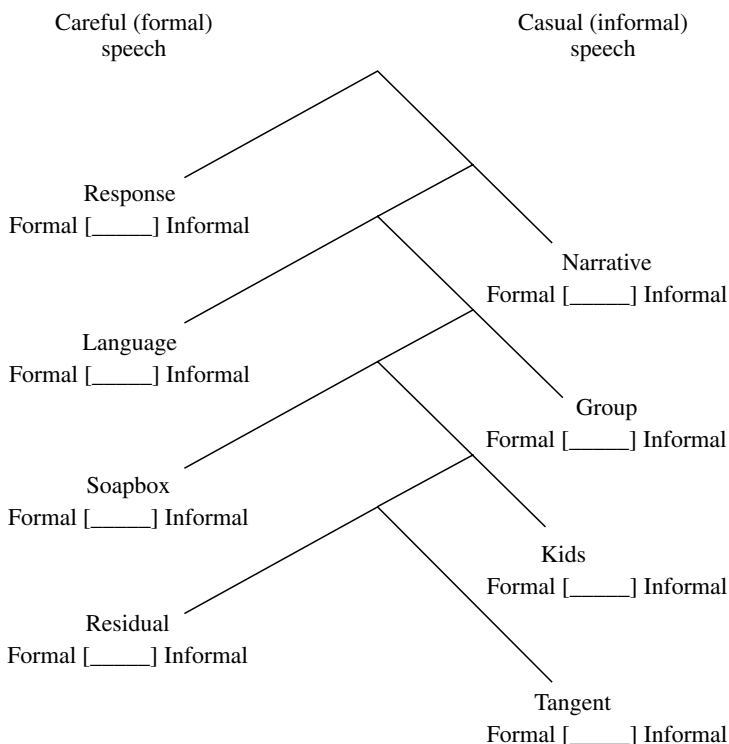 Careful (formal)
speech
Casual (informal)
speech
Response
Formal [_____] Informal
Narrative
Formal [_____] Informal
Language
Formal [_____] Informal
Group
Formal [_____] Informal
Soapbox
Formal [_____] Informal
Kids
Formal [_____] Informal
Residual
Formal [_____] Informal
Tangent
Formal [_____] Informal